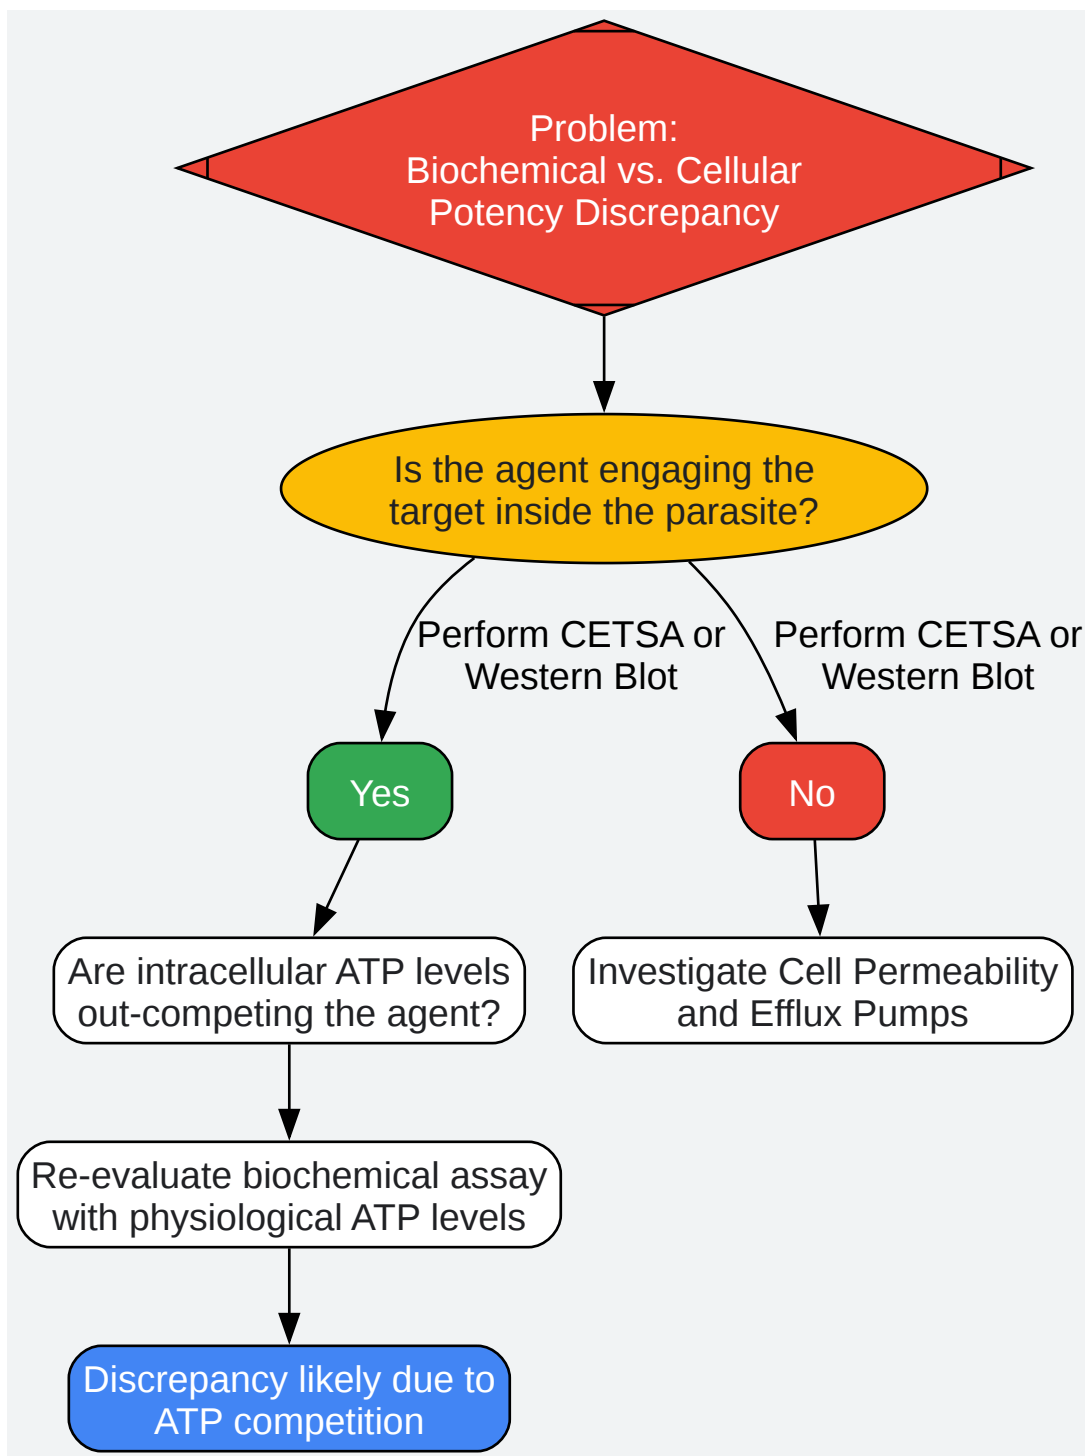 Problem:
Biochemical vs. Cellular
Potency Discrepancy
Is the agent engaging the
target inside the parasite?
Perform CETSA or
Western Blot
Perform CETSA or
Western Blot
Yes
No
Are intracellular ATP levels
out-competing the agent?
Investigate Cell Permeability
and Efflux Pumps
Re-evaluate biochemical assay
with physiological ATP levels
Discrepancy likely due to
ATP competition